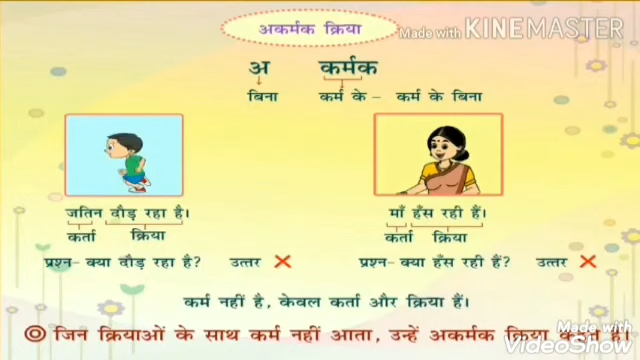 अकर्मक क्रिया
Made with KINEMASTER
अ कर्मक
बिना कर्म के – कर्म के बिना
जतिन दौड़ रहा है।
कर्ता क्रिया
प्रश्न- क्या दौड़ रहा है? उत्तर ✕
माँ हँस रही हैं।
कर्ता क्रिया
प्रश्न- क्या हँस रही हैं? उत्तर ✕
कर्म नहीं है, केवल कर्ता और क्रिया हैं।
जिन क्रियाओं के साथ कर्म नहीं आता, उन्हें अकर्मक क्रिया
Made with
VideoShow